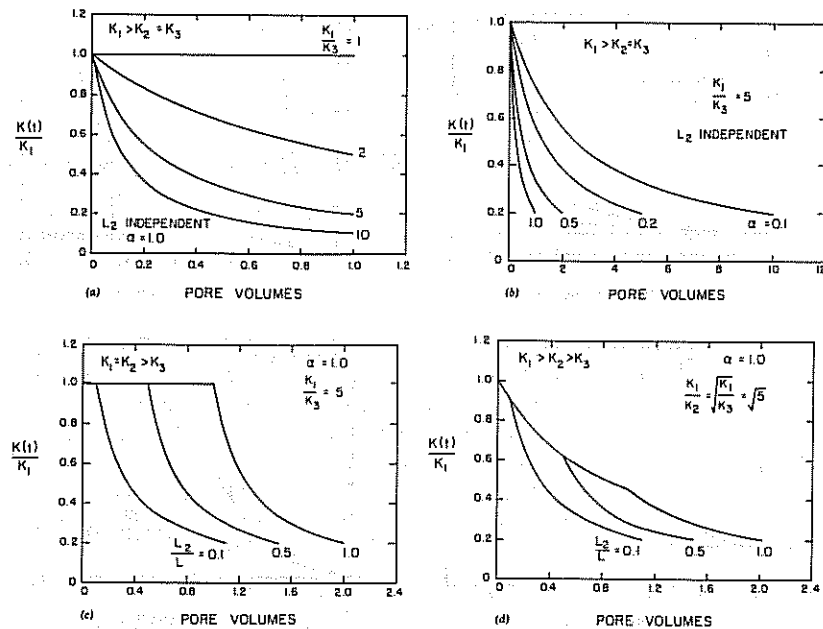 K₁ > K₂ = K₃
K₁/K₃ = 1
1.2
1.0
0.8
0.6
0.4
0.2
0
K(t)/K₁
2
5
10
L₂ INDEPENDENT
α = 1.0
0 0.2 0.4 0.6 0.8 1.0 1.2
(a) PORE VOLUMES
K₁ > K₂ = K₃
K₁/K₃ = 5
L₂ INDEPENDENT
1.0
0.8
0.6
0.4
0.2
0
K(t)/K₁
1.0 0.5 0.2 α = 0.1
0 2 4 6 8 10 12
(b) PORE VOLUMES
K₁ = K₂ > K₃
α = 1.0
K₁/K₃ = 5
1.2
1.0
0.8
0.6
0.4
0.2
0
K(t)/K₁
L₂/L = 0.1 0.5 1.0
0 0.4 0.8 1.2 1.6 2.0 2.4
(c) PORE VOLUMES
K₁ > K₂ > K₃
α = 1.0
K₁/K₂ = √K₁/K₃ = √5
1.2
1.0
0.8
0.6
0.4
0.2
0
K(t)/K₁
L₂/L = 0.1 0.5 1.0
0 0.4 0.8 1.2 1.6 2.0 2.4
(d) PORE VOLUMES